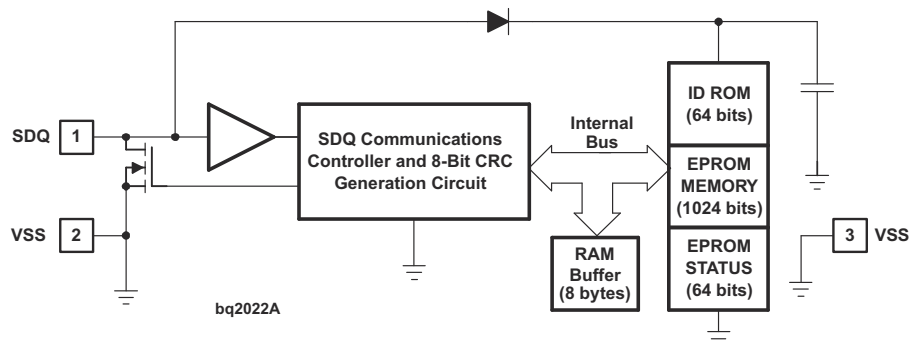 SDQ
1
VSS
2
SDQ Communications
Controller and 8-Bit CRC
Generation Circuit
Internal
Bus
RAM
Buffer
(8 bytes)
ID ROM
(64 bits)
EPROM
MEMORY
(1024 bits)
EPROM
STATUS
(64 bits)
3
VSS
bq2022A